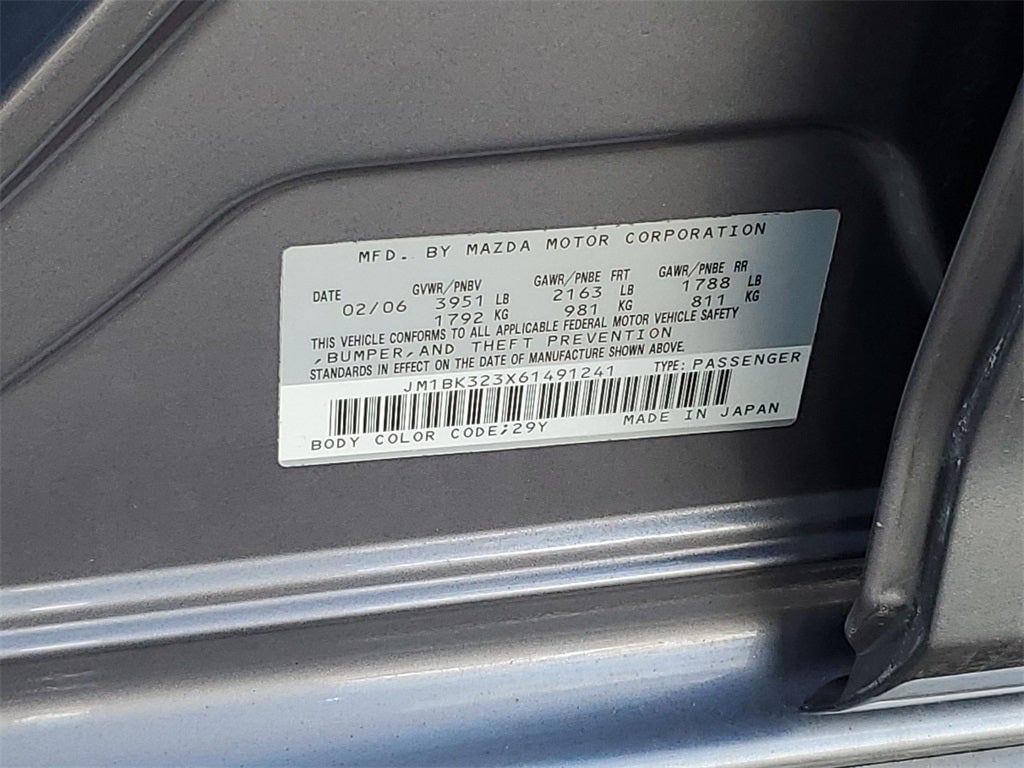 MFD. BY MAZDA MOTOR CORPORATION
DATE GVWR/PNBV GAWR/PNBE FRT GAWR/PNBE RR
02/06 3951 LB 2163 LB 1788 LB
1792 KG 981 KG 811 KG
THIS VEHICLE CONFORMS TO ALL APPLICABLE FEDERAL MOTOR VEHICLE SAFETY
,BUMPER,AND THEFT PREVENTION
STANDARDS IN EFFECT ON THE DATE OF MANUFACTURE SHOWN ABOVE.
JM1BK323X61491241 TYPE: PASSENGER
BODY COLOR CODE;29Y MADE IN JAPAN